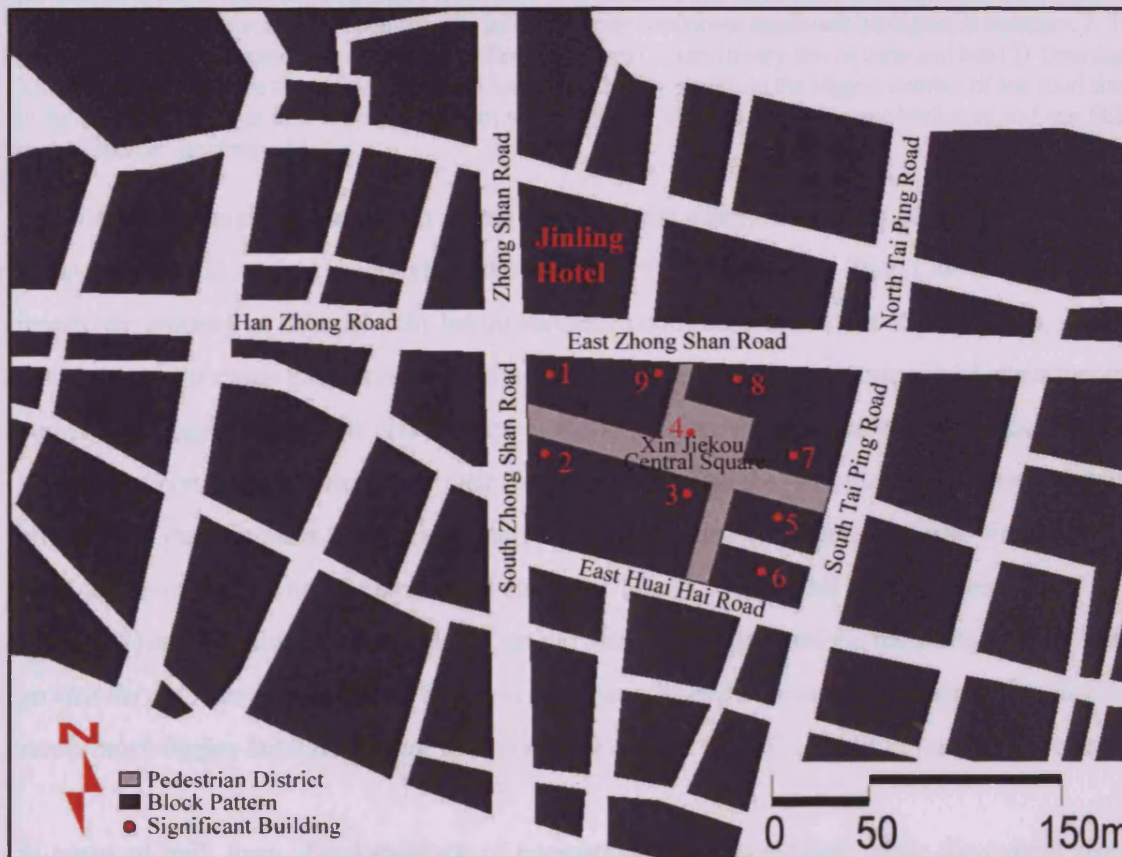 Zhong Shan Road
North Tai Ping Road
Jinling
Hotel
Han Zhong Road
East Zhong Shan Road
1
9
8
South Zhong Shan Road
4
Xin Jiekou
Central Square
2
7
South Tai Ping Road
3
5
6
East Huai Hai Road
N
Pedestrian District
Block Pattern
Significant Building
0
50
150m